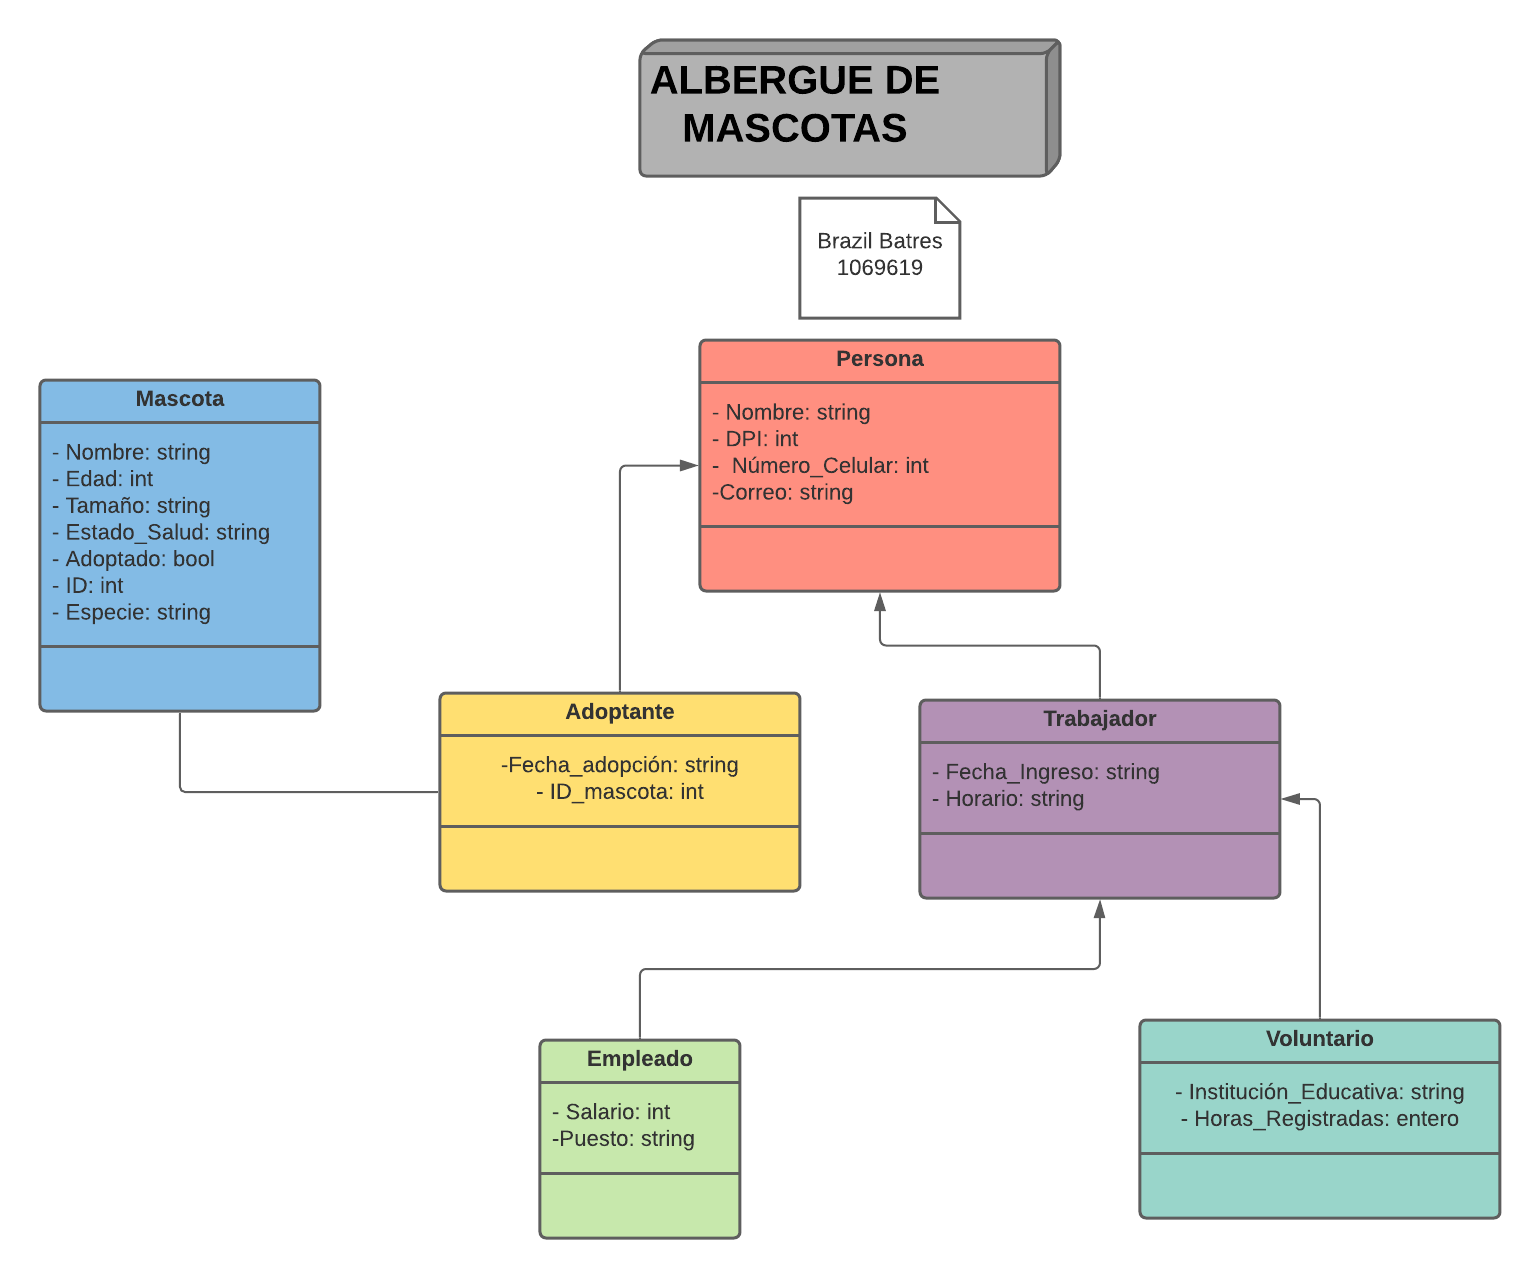 ALBERGUE DE
MASCOTAS
Brazil Batres
1069619
Persona
- Nombre: string
- DPI: int
-  Número_Celular: int
-Correo: string
Mascota
- Nombre: string
- Edad: int
- Tamaño: string
- Estado_Salud: string
- Adoptado: bool
- ID: int
- Especie: string
Adoptante
-Fecha_adopción: string
- ID_mascota: int
Trabajador
- Fecha_Ingreso: string
- Horario: string
Empleado
- Salario: int
-Puesto: string
Voluntario
- Institución_Educativa: string
- Horas_Registradas: entero